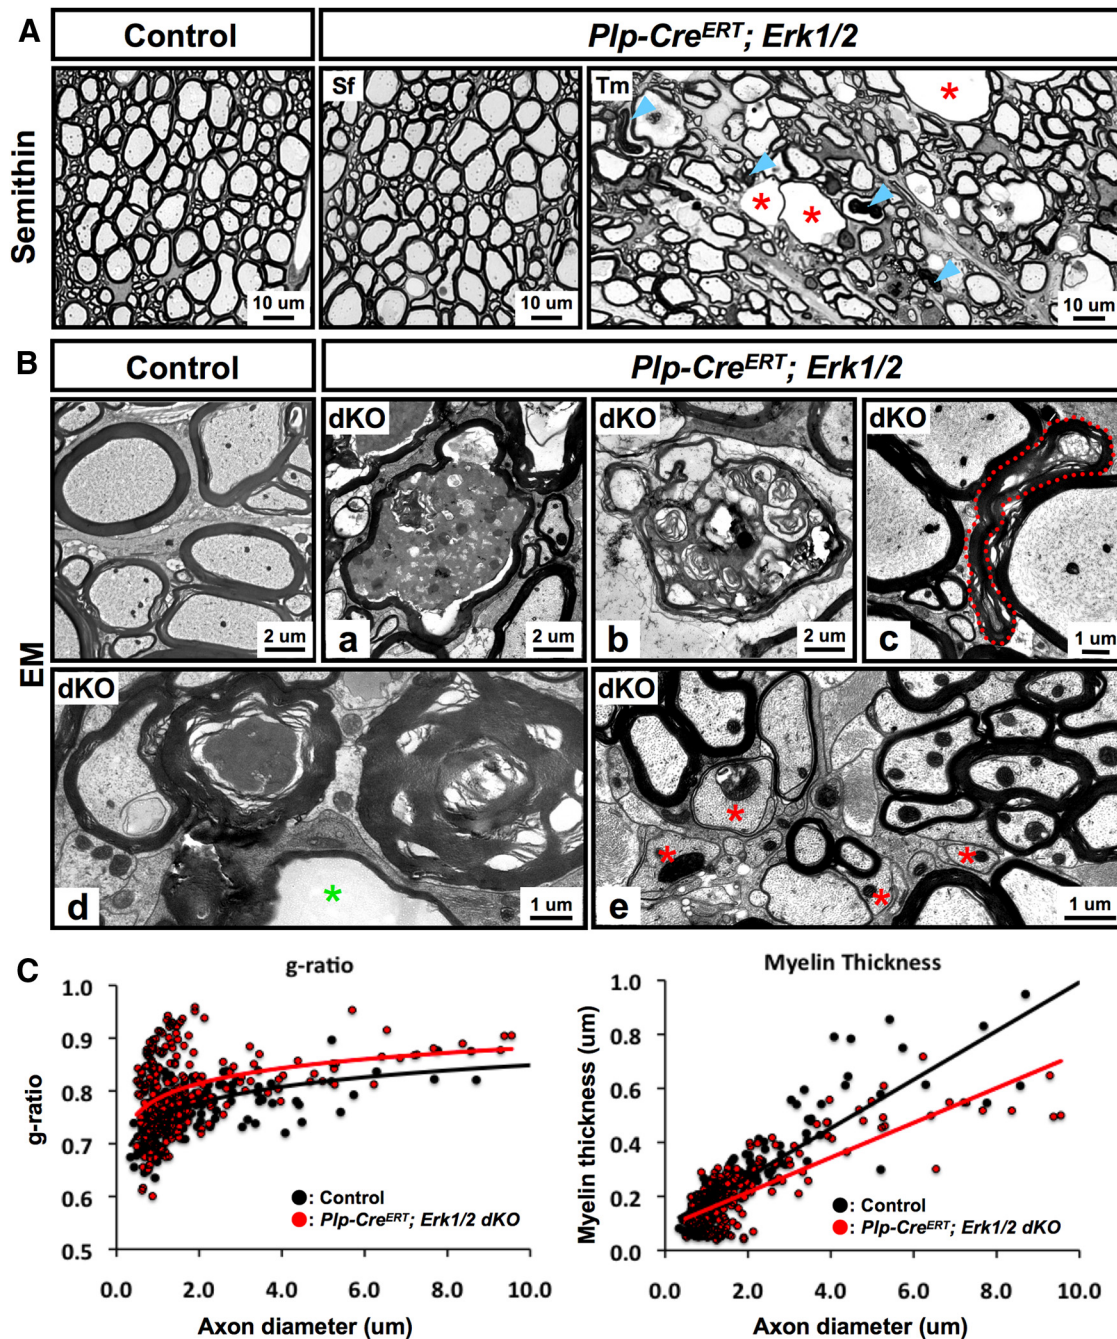 A
Control
Plp-CreERT; Erk1/2
Semithin
Sf
Tm
*
*
*
10 um
10 um
10 um
B
Control
Plp-CreERT; Erk1/2
EM
dKO
dKO
dKO
2 um
a
2 um
b
2 um
c
1 um
dKO
dKO
*
*
*
*
*
d
1 um
e
1 um
C
g-ratio
1.0
0.9
0.8
0.7
0.6
0.5
g-ratio
: Control
: Plp-CreERT; Erk1/2 dKO
0.0 2.0 4.0 6.0 8.0 10.0
Axon diameter (um)
Myelin Thickness
1.0
0.8
0.6
0.4
0.2
0.0
Myelin thickness (um)
: Control
: Plp-CreERT; Erk1/2 dKO
0.0 2.0 4.0 6.0 8.0 10.0
Axon diameter (um)